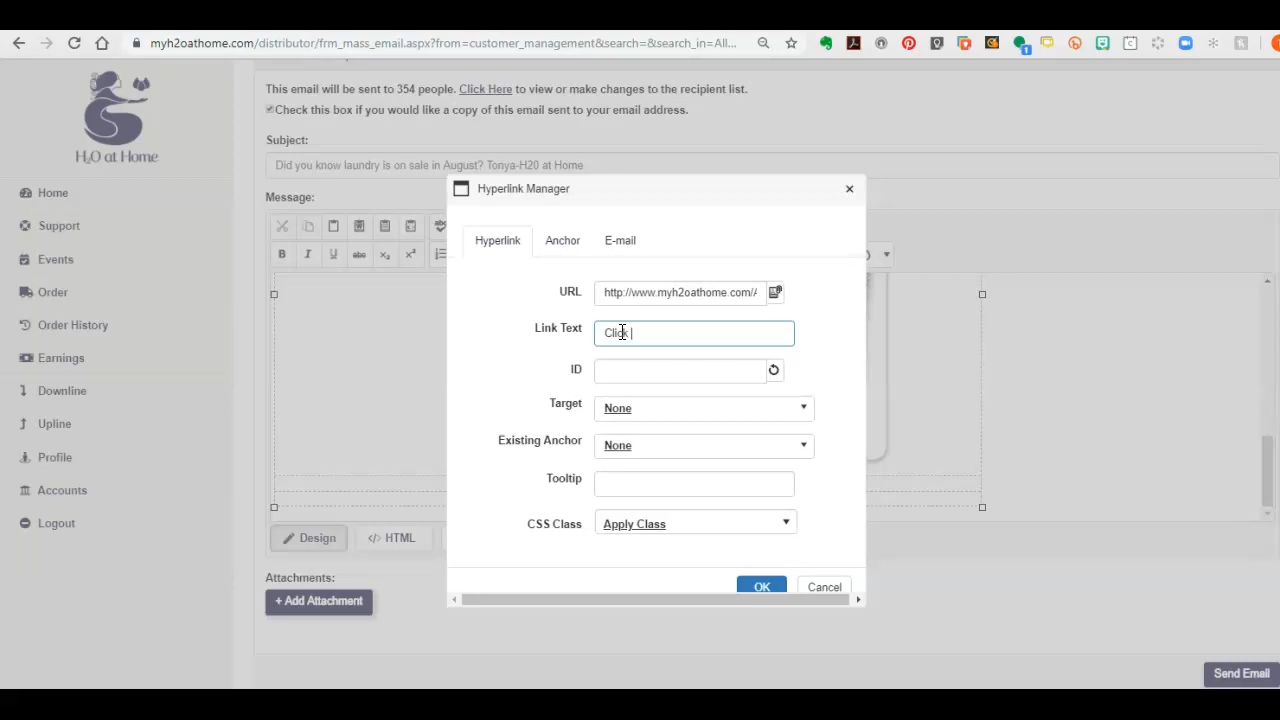 myh2oathome.com/distributor/frm_mass_email.aspx?from=customer_management&search=&search_in=All...
1
This email will be sent to 354 people. Click Here to view or make changes to the recipient list.
Check this box if you would like a copy of this email sent to your email address.
Subject:
Did you know laundry is on sale in August? Tonya-H20 at Home
Message:
H2O at Home
Home
Support
Events
Order
Order History
Earnings
Downline
Upline
Profile
Accounts
Logout
B I U abc x₂ x²
Design
</> HTML
Attachments:
+ Add Attachment
Send Email
Hyperlink Manager
Hyperlink Anchor E-mail
URL http://www.myh2oathome.com/
Link Text Click
ID
Target None
Existing Anchor None
Tooltip
CSS Class Apply Class
OK Cancel